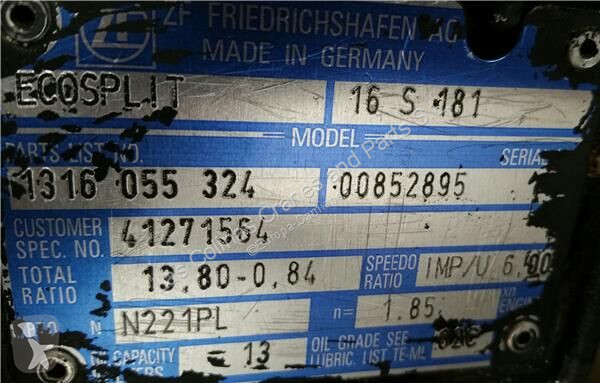 ZF FRIEDRICHSHAFEN AG
MADE IN GERMANY
ECOSPLIT 16 S 181
MODEL
PARTS LIST NO. SERIAL
1316 055 324 00852895
CUSTOMER SPEC. NO. 41271564
TOTAL RATIO 13,80-0,84 SPEEDO RATIO IMP/U 6,00
N N221PL n= 1.85
CAPACITY 13 OIL GRADE SEE LUBRIC. LIST TE-ML 02C